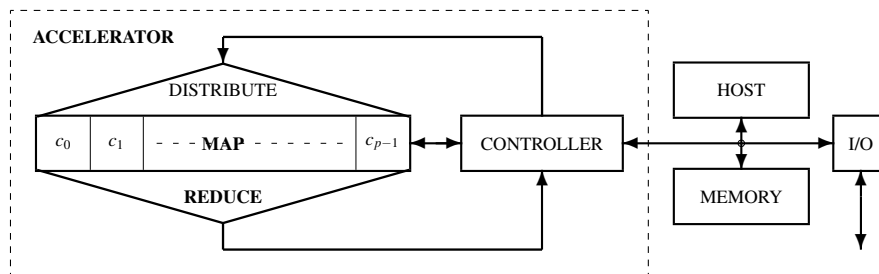 ACCELERATOR
DISTRIBUTE
HOST
c0 c1 MAP cp−1
CONTROLLER
I/O
REDUCE
MEMORY